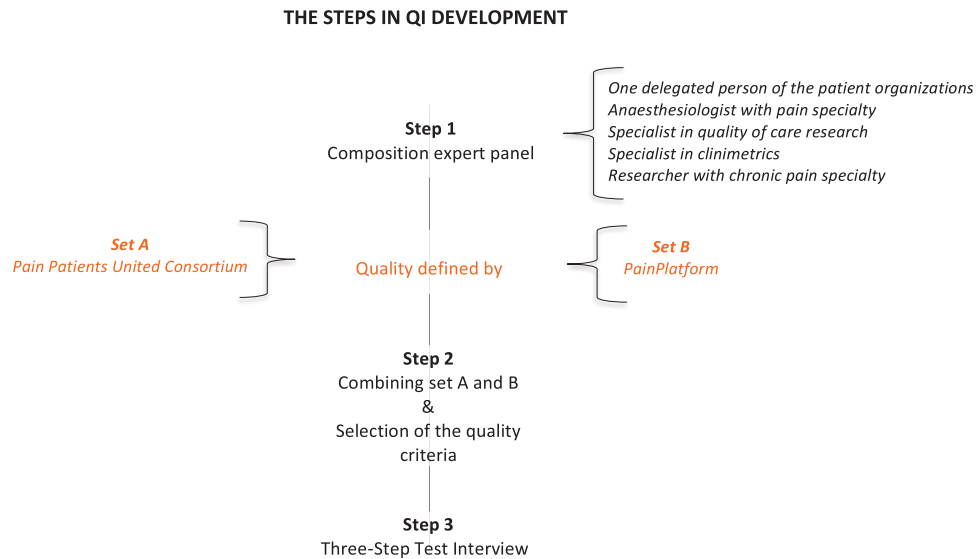 THE STEPS IN QI DEVELOPMENT
Step 1
Composition expert panel
One delegated person of the patient organizations
Anaesthesiologist with pain specialty
Specialist in quality of care research
Specialist in clinimetrics
Researcher with chronic pain specialty
Set A
Pain Patients United Consortium
Quality defined by
Set B
PainPlatform
Step 2
Combining set A and B
&
Selection of the quality
criteria
Step 3
Three-Step Test Interview